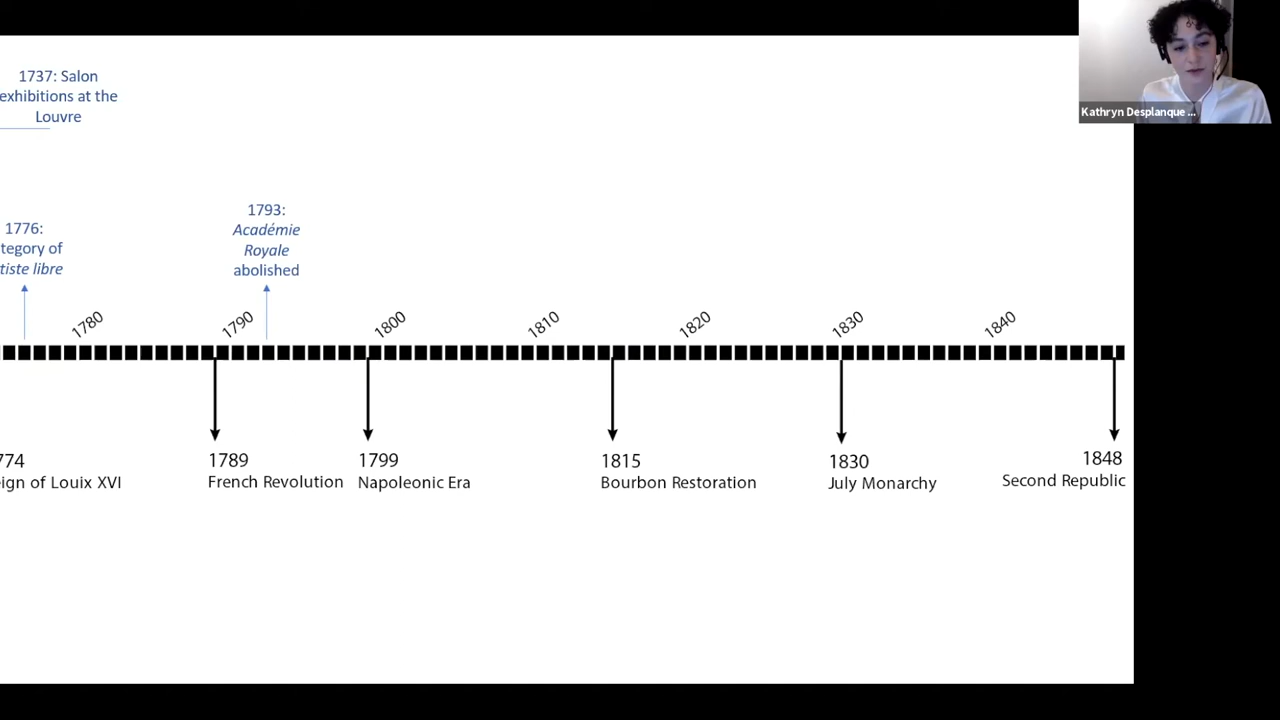 1737: Salon
exhibitions at the
Louvre
Kathryn Desplanque ...
1776:
tegory of
tiste libre
1793:
Académie
Royale
abolished
1780
1790
1800
1810
1820
1830
1840
774
eign of Louix XVI
1789
French Revolution
1799
Napoleonic Era
1815
Bourbon Restoration
1830
July Monarchy
1848
Second Republic